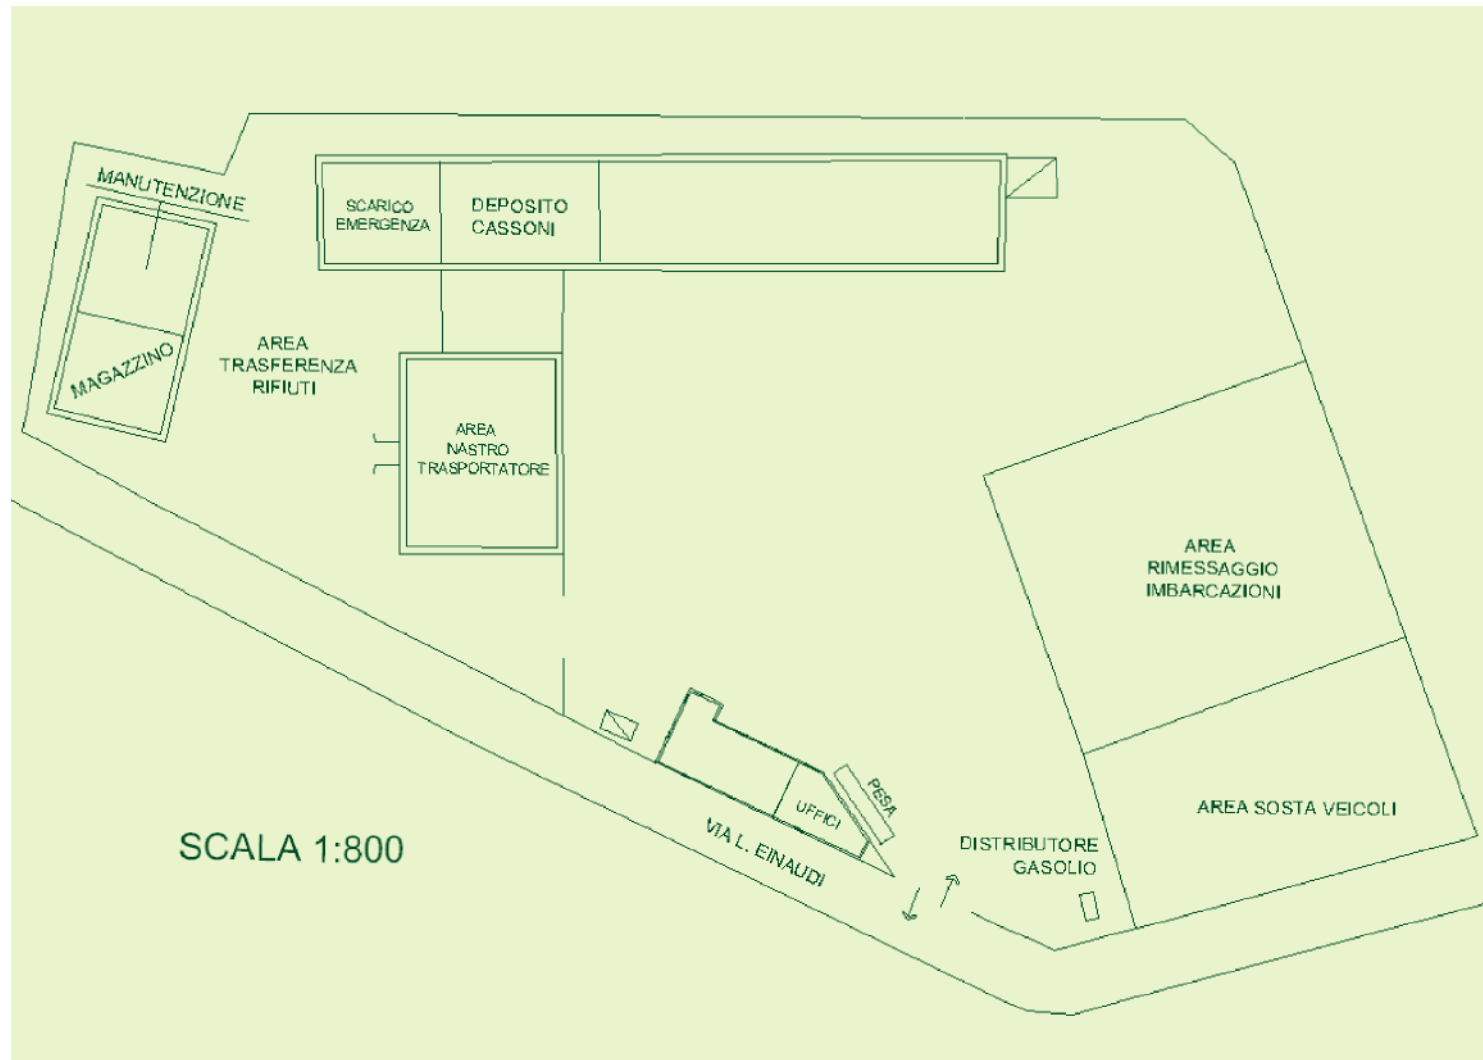 MANUTENZIONE
SCARICO
EMERGENZA
DEPOSITO
CASSONI
MAGAZZINO
AREA
TRASFERENZA
RIFIUTI
AREA
NASTRO
TRASPORTATORE
AREA
RIMESSAGGIO
IMBARCAZIONI
PESA
UFFICI
AREA SOSTA VEICOLI
VIA L. EINAUDI
DISTRIBUTORE
GASOLIO
SCALA 1:800